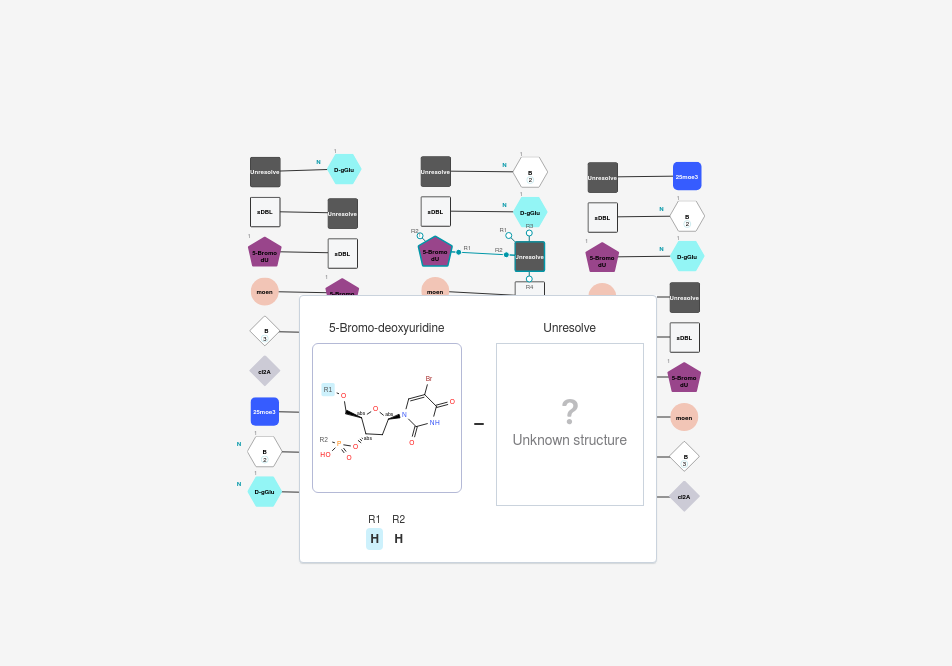 1
N
D-gGlu
Unresolve
1
N
B
2
Unresolve
Unresolve
25moe3
sDBL
Unresolve
sDBL
1
N
D-gGlu
sDBL
1
N
B
2
1
5-Bromo
dU
sDBL
R2
5-Bromo
dU
R1
R1
R2
R3
Unresolve
R4
1
5-Bromo
dU
1
N
D-gGlu
moen
1
5-Bromo
moen
Unresolve
B
3
sDBL
cl2A
1
5-Bromo
dU
25moe3
moen
1
N
B
2
B
3
1
N
D-gGlu
cl2A
5-Bromo-deoxyuridine
Unresolve
R1
O
abs
O
abs
abs
N
Br
O
NH
O
R2
P
O
HO
O
?
Unknown structure
R1 R2
H H